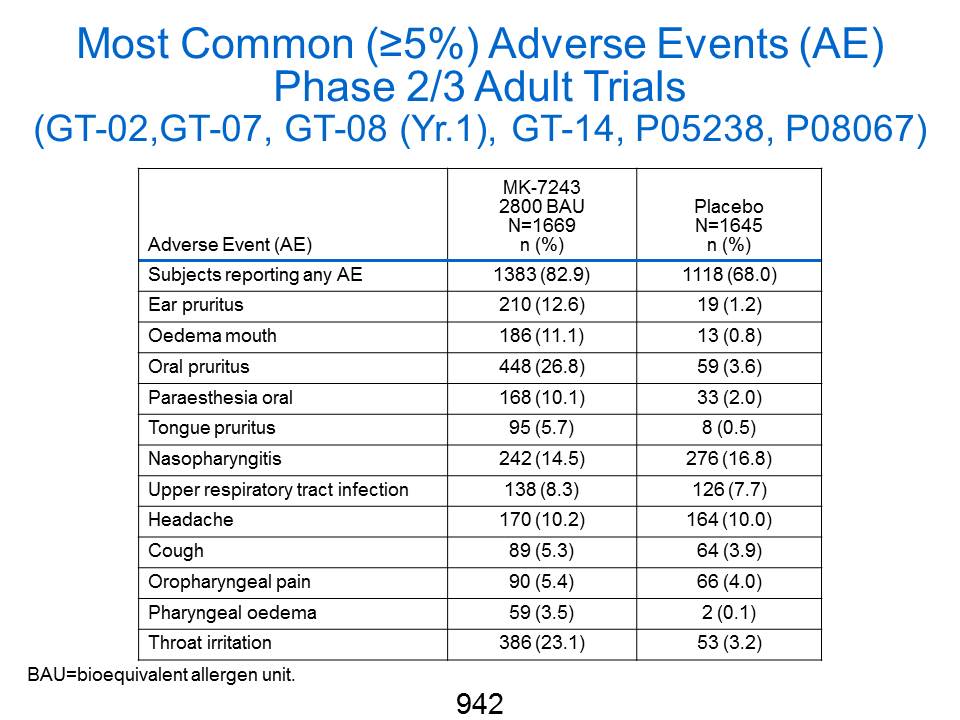 Most Common (≥5%) Adverse Events (AE)
Phase 2/3 Adult Trials
(GT-02,GT-07, GT-08 (Yr.1), GT-14, P05238, P08067)
Adverse Event (AE)
MK-7243
2800 BAU
N=1669
n (%)
Placebo
N=1645
n (%)
Subjects reporting any AE 1383 (82.9) 1118 (68.0)
Ear pruritus 210 (12.6) 19 (1.2)
Oedema mouth 186 (11.1) 13 (0.8)
Oral pruritus 448 (26.8) 59 (3.6)
Paraesthesia oral 168 (10.1) 33 (2.0)
Tongue pruritus 95 (5.7) 8 (0.5)
Nasopharyngitis 242 (14.5) 276 (16.8)
Upper respiratory tract infection 138 (8.3) 126 (7.7)
Headache 170 (10.2) 164 (10.0)
Cough 89 (5.3) 64 (3.9)
Oropharyngeal pain 90 (5.4) 66 (4.0)
Pharyngeal oedema 59 (3.5) 2 (0.1)
Throat irritation 386 (23.1) 53 (3.2)
BAU=bioequivalent allergen unit.
942